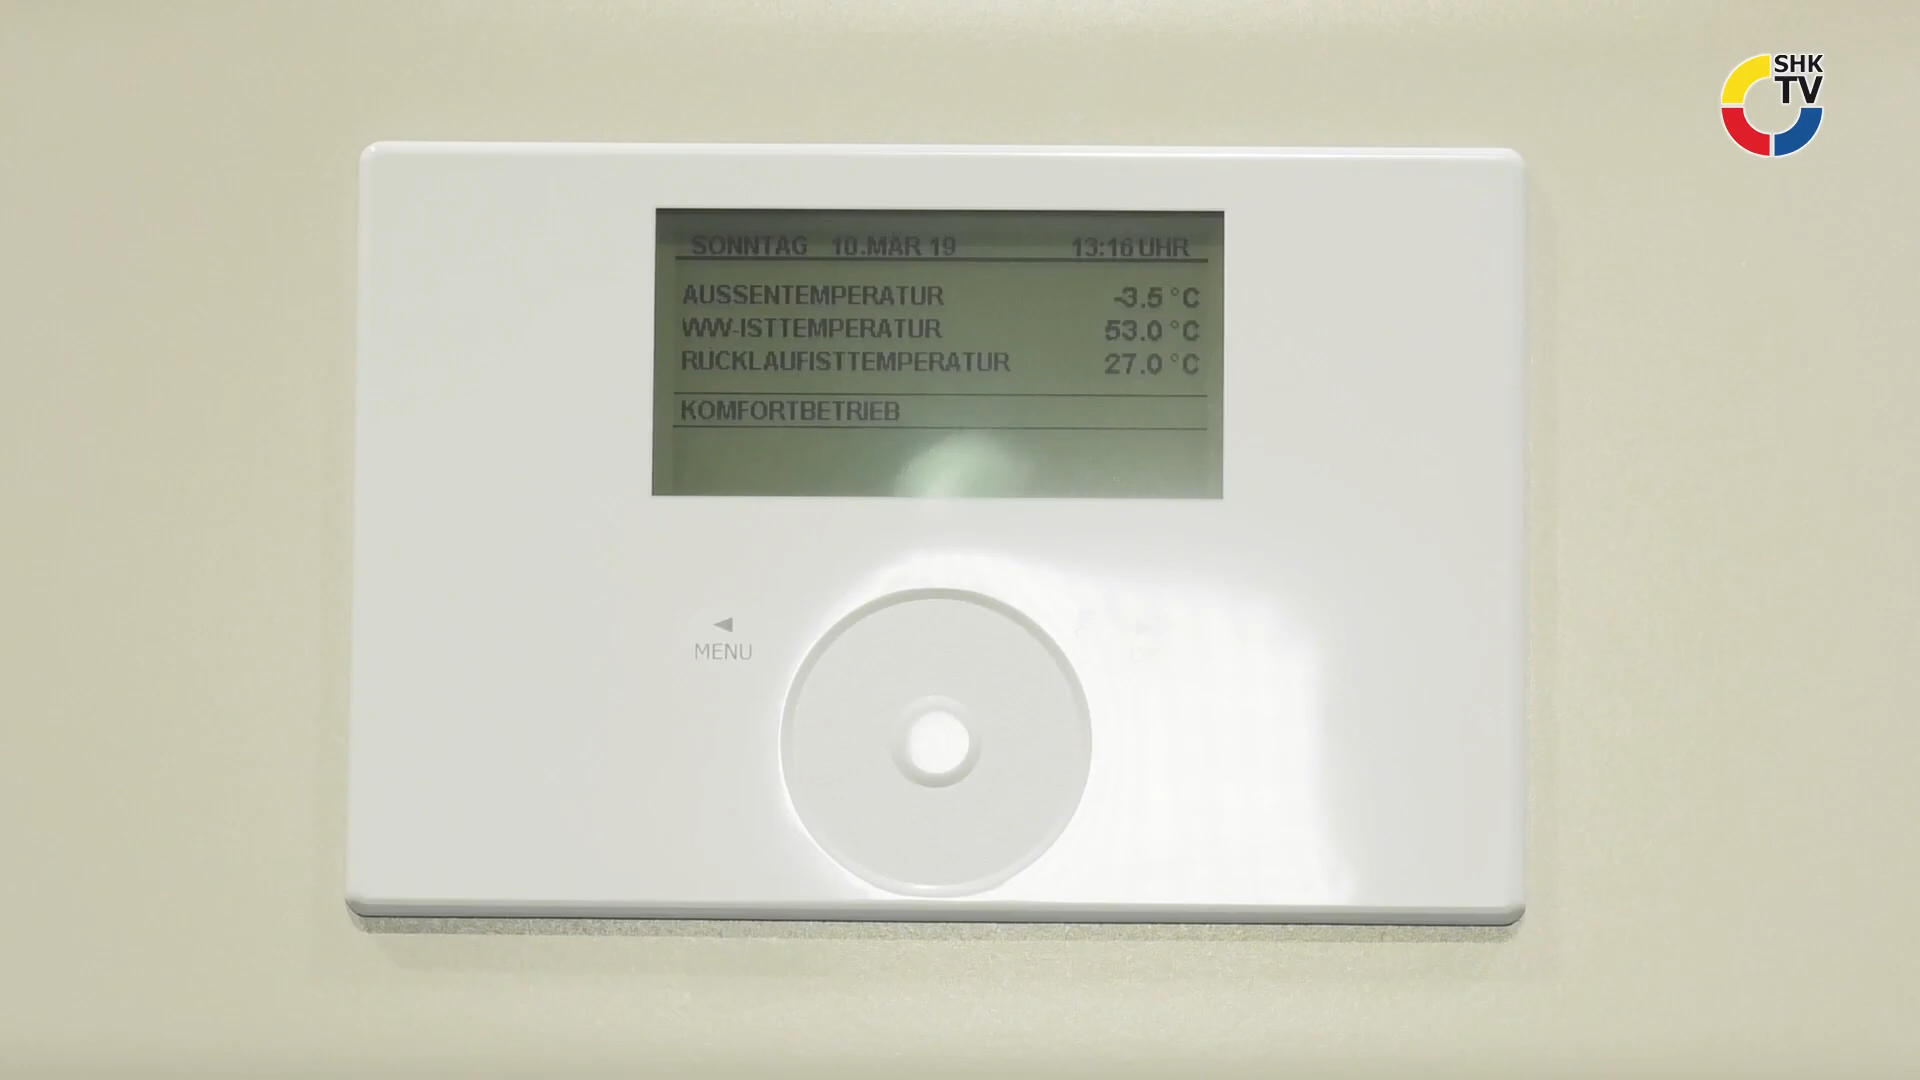 SHK
TV
SONNTAG 10.MÄR 19 13:16 UHR
AUSSENTEMPERATUR -3.5 °C
WW-ISTTEMPERATUR 53.0 °C
RÜCKLAUFISTTEMPERATUR 27.0 °C
KOMFORTBETRIEB
MENU